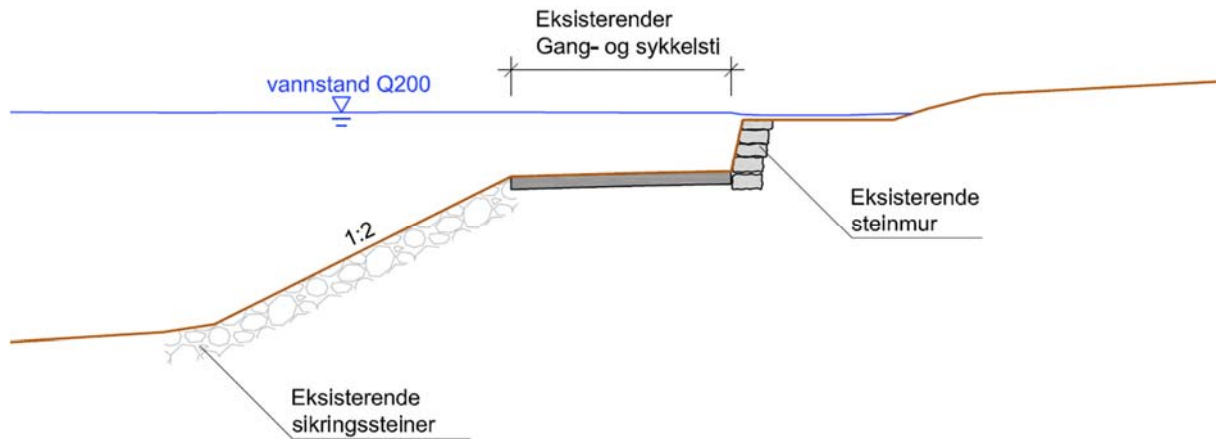 Eksisterender
Gang- og sykkelsti
vannstand Q200
Eksisterende
steinmur
1:2
Eksisterende
sikringssteiner